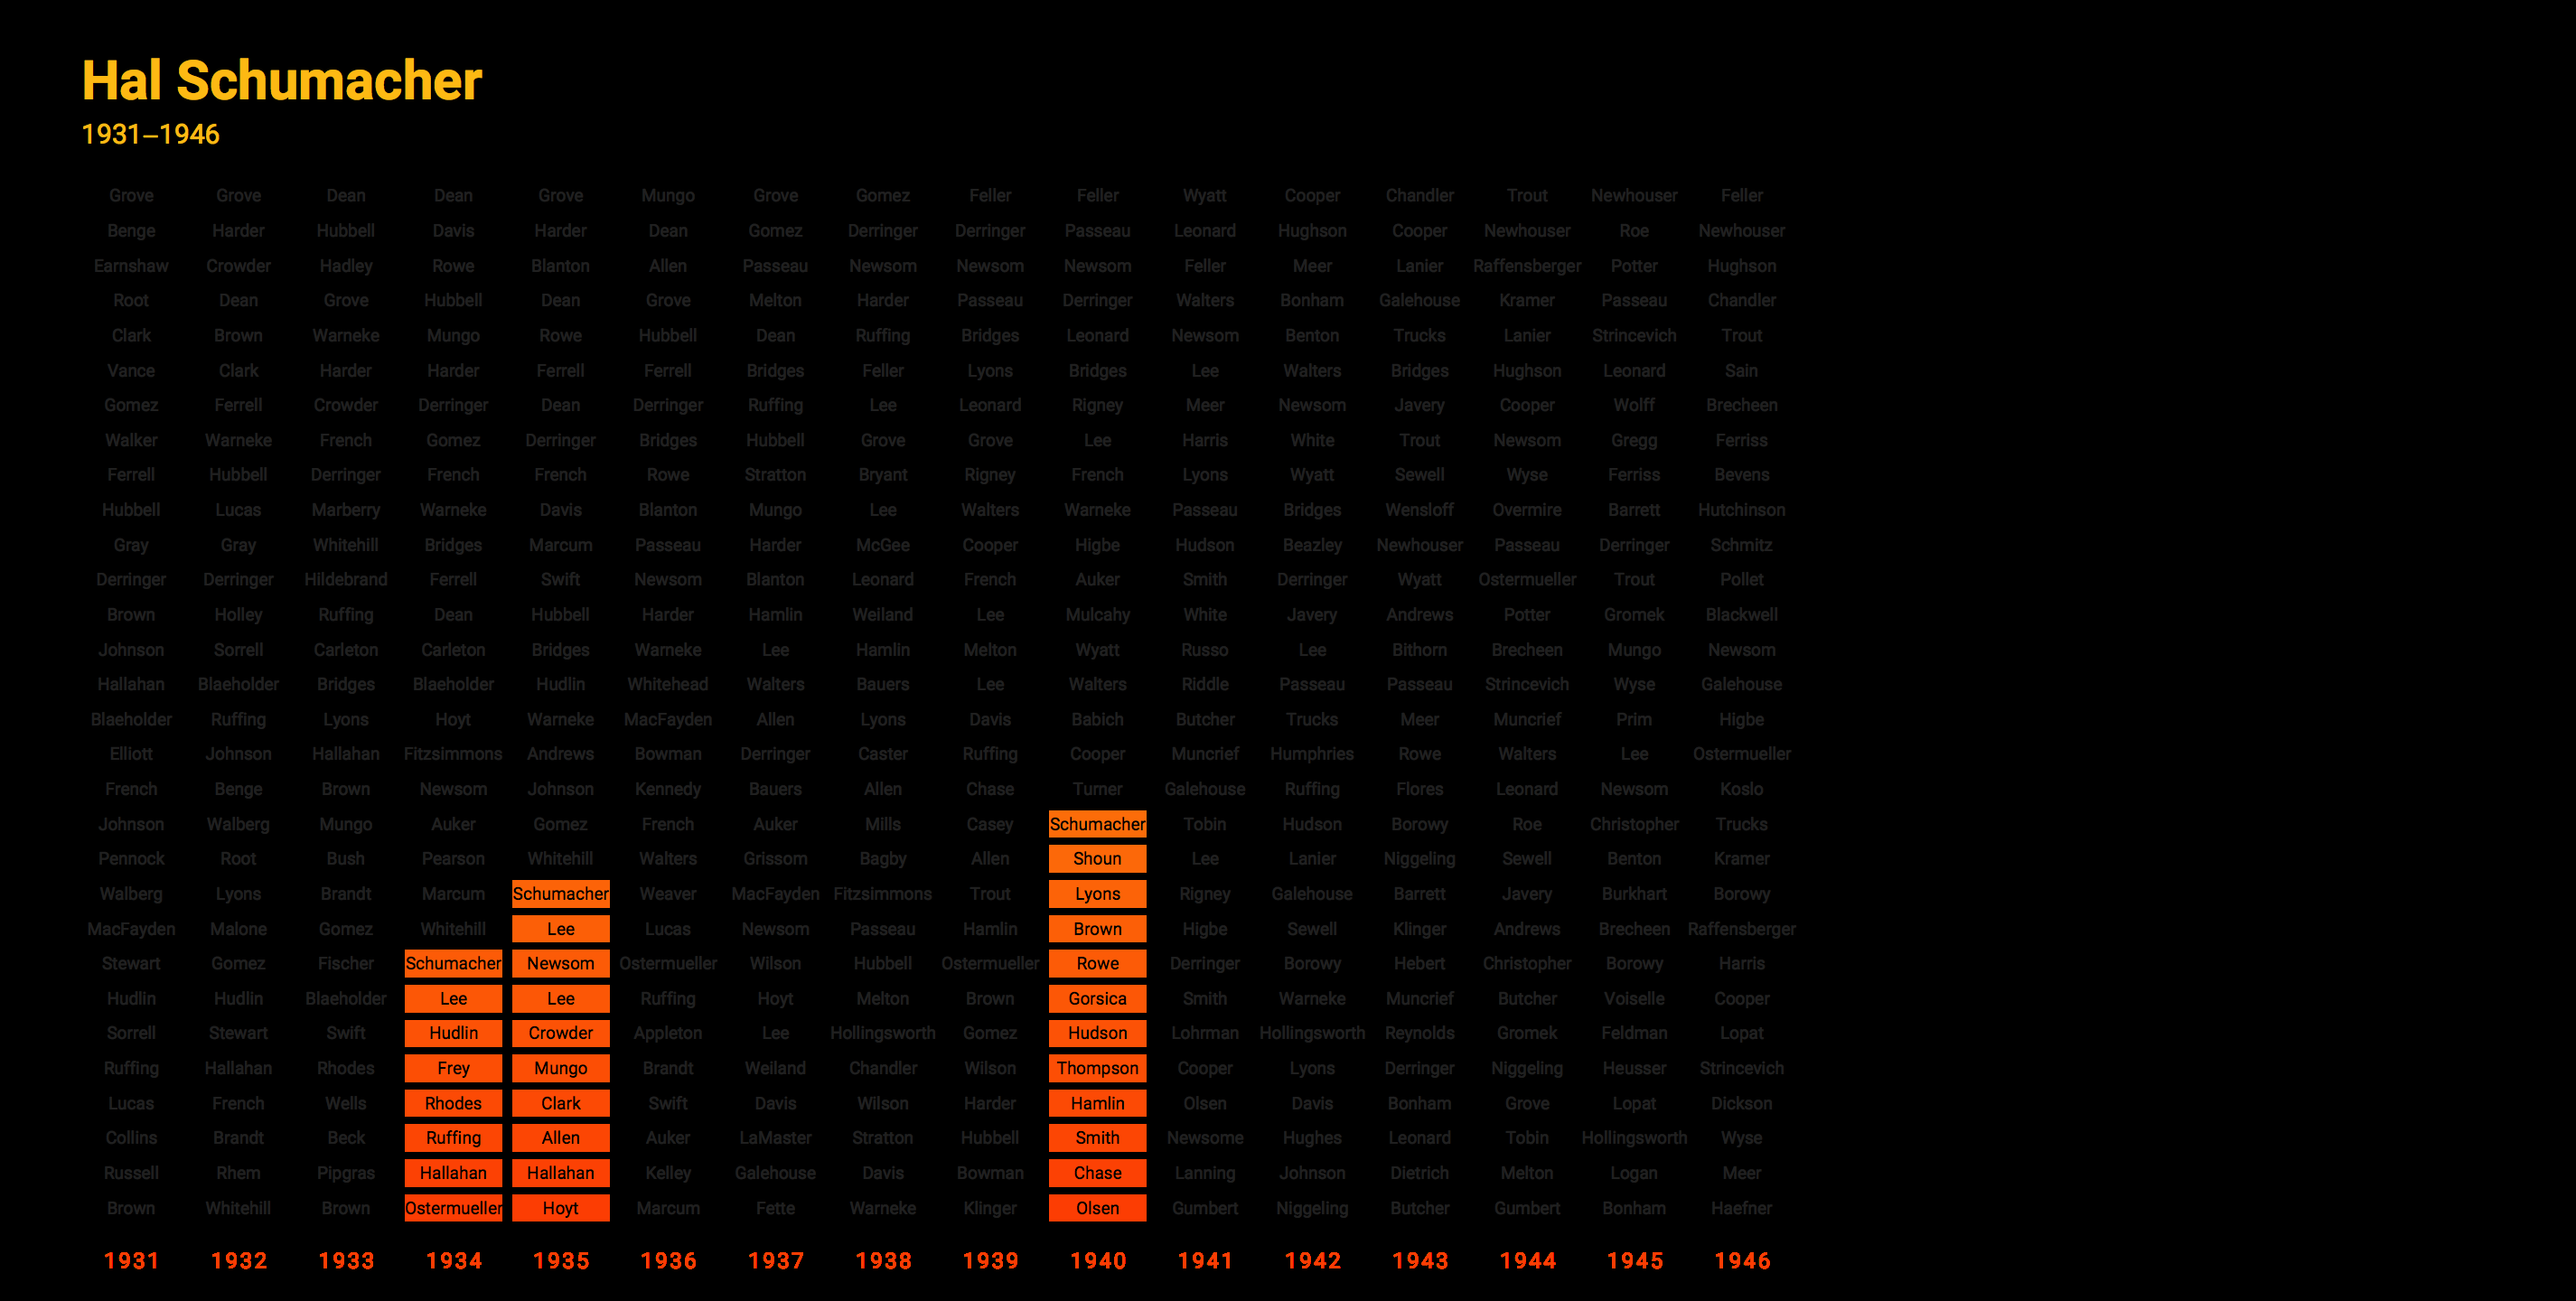 Hal Schumacher
1931–1946
Grove Grove Dean Dean Grove Mungo Grove Gomez Feller Feller Wyatt Cooper Chandler Trout Newhouser Feller
Benge Harder Hubbell Davis Harder Dean Gomez Derringer Derringer Passeau Leonard Hughson Cooper Newhouser Roe Newhouser
Earnshaw Crowder Hadley Rowe Blanton Allen Passeau Newsom Newsom Newsom Feller Meer Lanier Raffensberger Potter Hughson
Root Dean Grove Hubbell Dean Grove Melton Harder Passeau Derringer Walters Bonham Galehouse Kramer Passeau Chandler
Clark Brown Warneke Mungo Rowe Hubbell Dean Ruffing Bridges Leonard Newsom Benton Trucks Lanier Strincevich Trout
Vance Clark Harder Harder Ferrell Ferrell Bridges Feller Lyons Bridges Lee Walters Bridges Hughson Leonard Sain
Gomez Ferrell Crowder Derringer Dean Derringer Ruffing Lee Leonard Rigney Meer Newsom Javery Cooper Wolff Brecheen
Walker Warneke French Gomez Derringer Bridges Hubbell Grove Grove Lee Harris White Trout Newsom Gregg Ferriss
Ferrell Hubbell Derringer French French Rowe Stratton Bryant Rigney French Lyons Wyatt Sewell Wyse Ferriss Bevens
Hubbell Lucas Marberry Warneke Davis Blanton Mungo Lee Walters Warneke Passeau Bridges Wensloff Overmire Barrett Hutchinson
Gray Gray Whitehill Bridges Marcum Passeau Harder McGee Cooper Higbe Hudson Beazley Newhouser Passeau Derringer Schmitz
Derringer Derringer Hildebrand Ferrell Swift Newsom Blanton Leonard French Auker Smith Derringer Wyatt Ostermueller Trout Pollet
Brown Holley Ruffing Dean Hubbell Harder Hamlin Weiland Lee Mulcahy White Javery Andrews Potter Gromek Blackwell
Johnson Sorrell Carleton Carleton Bridges Warneke Lee Hamlin Melton Wyatt Russo Lee Bithorn Brecheen Mungo Newsom
Hallahan Blaeholder Bridges Blaeholder Hudlin Whitehead Walters Bauers Lee Walters Riddle Passeau Passeau Strincevich Wyse Galehouse
Blaeholder Ruffing Lyons Hoyt Warneke MacFayden Allen Lyons Davis Babich Butcher Trucks Meer Muncrief Prim Higbe
Elliott Johnson Hallahan Fitzsimmons Andrews Bowman Derringer Caster Ruffing Cooper Muncrief Humphries Rowe Walters Lee Ostermueller
French Benge Brown Newsom Johnson Kennedy Bauers Allen Chase Turner Galehouse Ruffing Flores Leonard Newsom Koslo
Johnson Walberg Mungo Auker Gomez French Auker Mills Casey Schumacher Tobin Hudson Borowy Roe Christopher Trucks
Pennock Root Bush Pearson Whitehill Walters Grissom Bagby Allen Shoun Lee Lanier Niggeling Sewell Benton Kramer
Walberg Lyons Brandt Marcum Schumacher Weaver MacFayden Fitzsimmons Trout Lyons Rigney Galehouse Barrett Javery Burkhart Borowy
MacFayden Malone Gomez Whitehill Lee Lucas Newsom Passeau Hamlin Brown Higbe Sewell Klinger Andrews Brecheen Raffensberger
Stewart Gomez Fischer Schumacher Newsom Ostermueller Wilson Hubbell Ostermueller Rowe Derringer Borowy Hebert Christopher Borowy Harris
Hudlin Hudlin Blaeholder Lee Lee Ruffing Hoyt Melton Brown Gorsica Smith Warneke Muncrief Butcher Voiselle Cooper
Sorrell Stewart Swift Hudlin Crowder Appleton Lee Hollingsworth Gomez Hudson Lohrman Hollingsworth Reynolds Gromek Feldman Lopat
Ruffing Hallahan Rhodes Frey Mungo Brandt Weiland Chandler Wilson Thompson Cooper Lyons Derringer Niggeling Heusser Strincevich
Lucas French Wells Rhodes Clark Swift Davis Wilson Harder Hamlin Olsen Davis Bonham Grove Lopat Dickson
Collins Brandt Beck Ruffing Allen Auker LaMaster Stratton Hubbell Smith Newsome Hughes Leonard Tobin Hollingsworth Wyse
Russell Rhem Pipgras Hallahan Hallahan Kelley Galehouse Davis Bowman Chase Lanning Johnson Dietrich Melton Logan Meer
Brown Whitehill Brown Ostermueller Hoyt Marcum Fette Warneke Klinger Olsen Gumbert Niggeling Butcher Gumbert Bonham Haefner
1931 1932 1933 1934 1935 1936 1937 1938 1939 1940 1941 1942 1943 1944 1945 1946